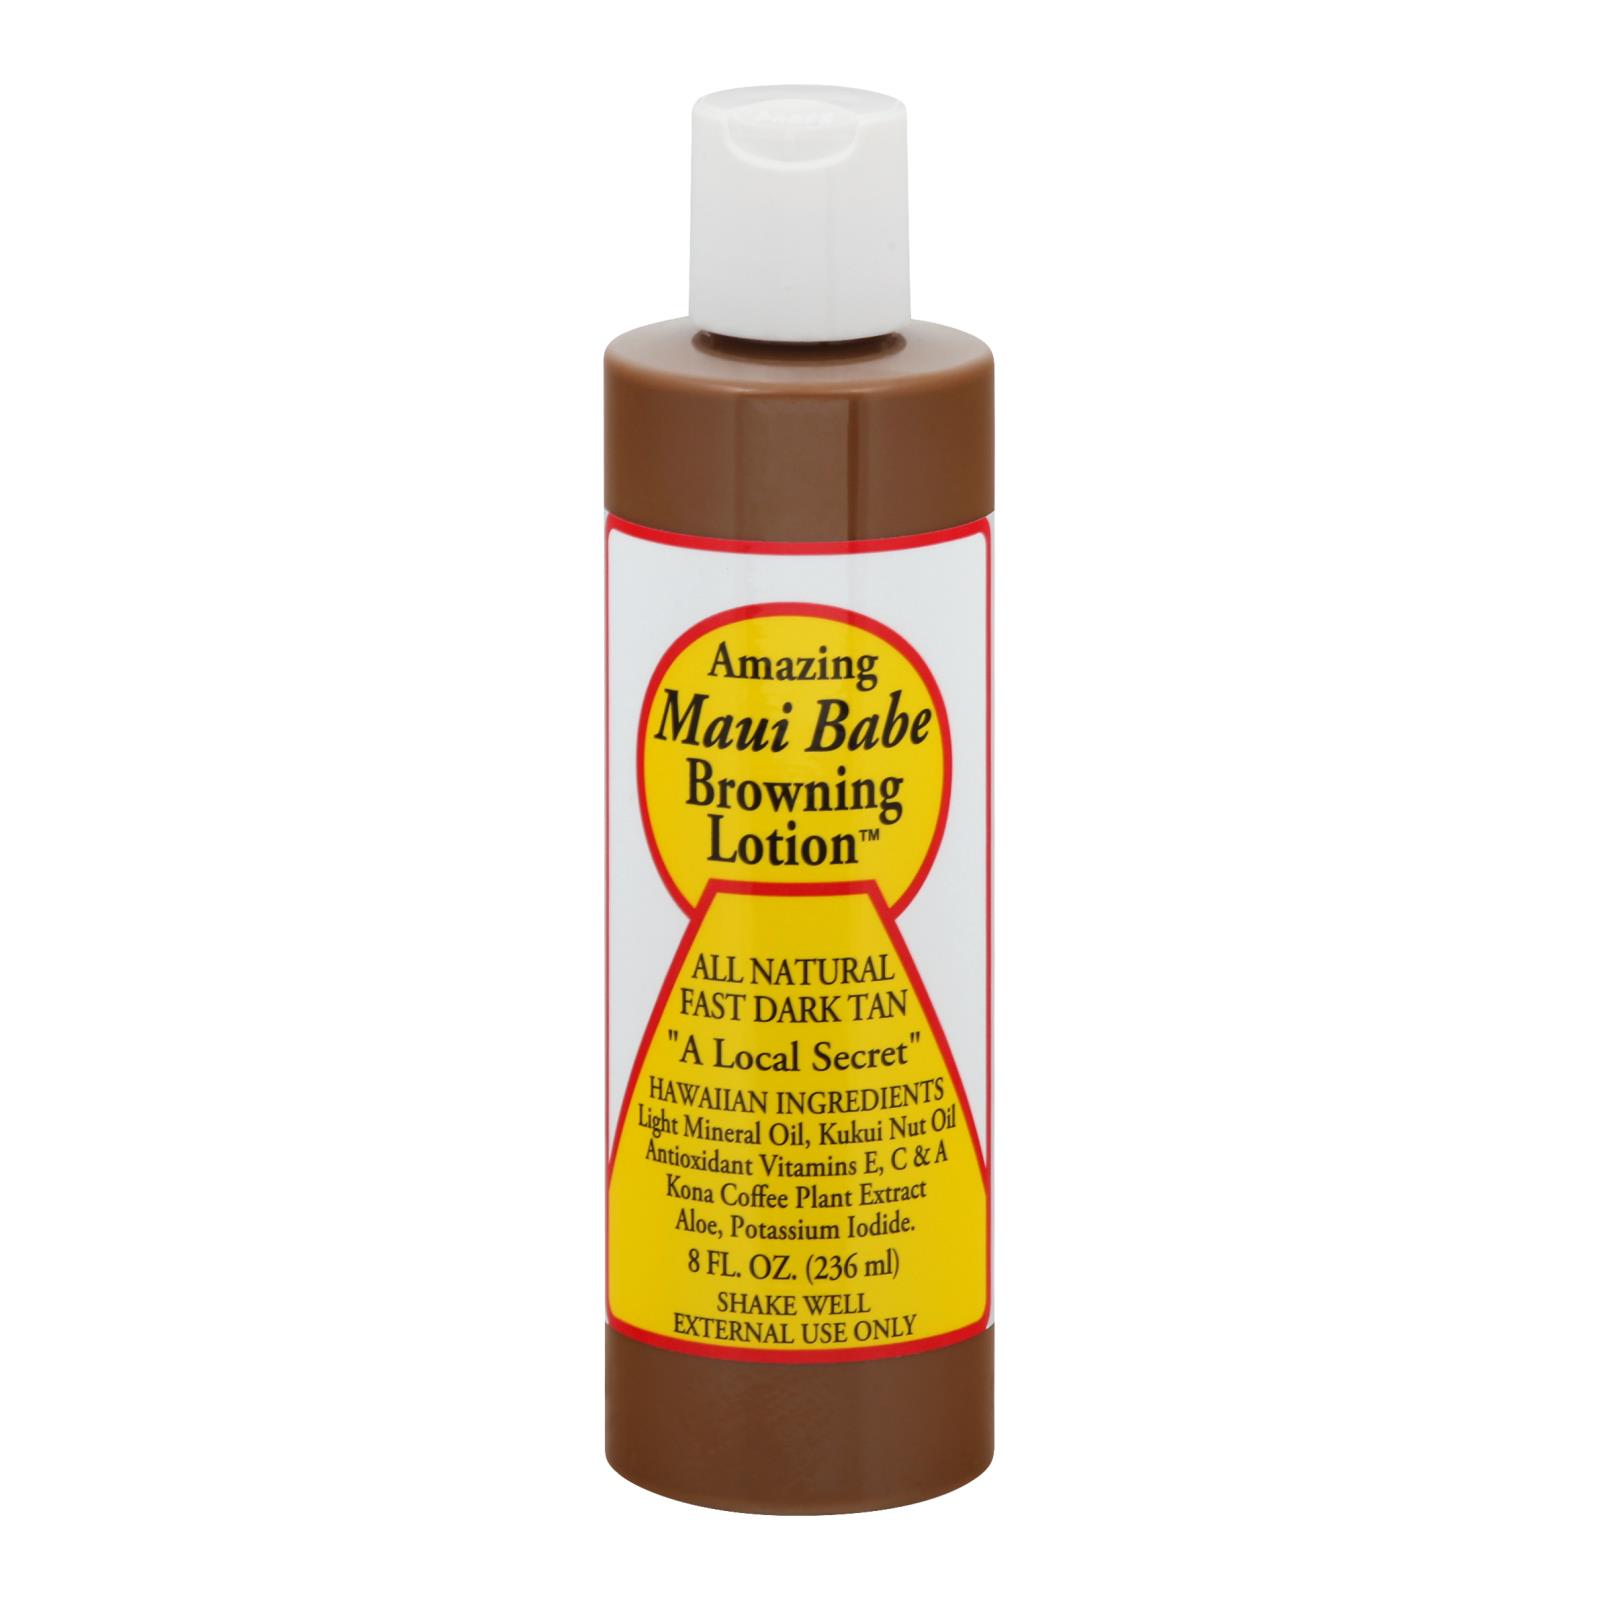 Amazing
Maui Babe
Browning
Lotion™
ALL NATURAL
FAST DARK TAN
"A Local Secret"
HAWAIIAN INGREDIENTS
Light Mineral Oil, Kukui Nut Oil
Antioxidant Vitamins E, C & A
Kona Coffee Plant Extract
Aloe, Potassium Iodide.
8 FL. OZ. (236 ml)
SHAKE WELL
EXTERNAL USE ONLY